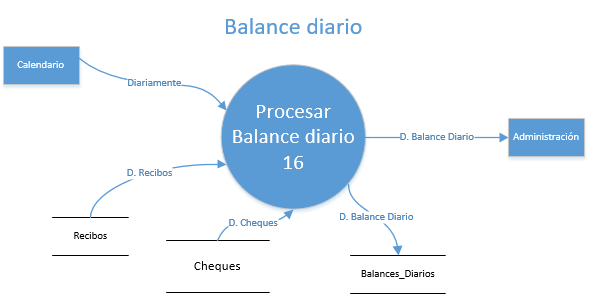 Balance diario
Calendario
Diariamente
Procesar
Balance diario
16
D. Balance Diario
Administración
D. Recibos
D. Cheques
D. Balance Diario
Recibos
Cheques
Balances_Diarios